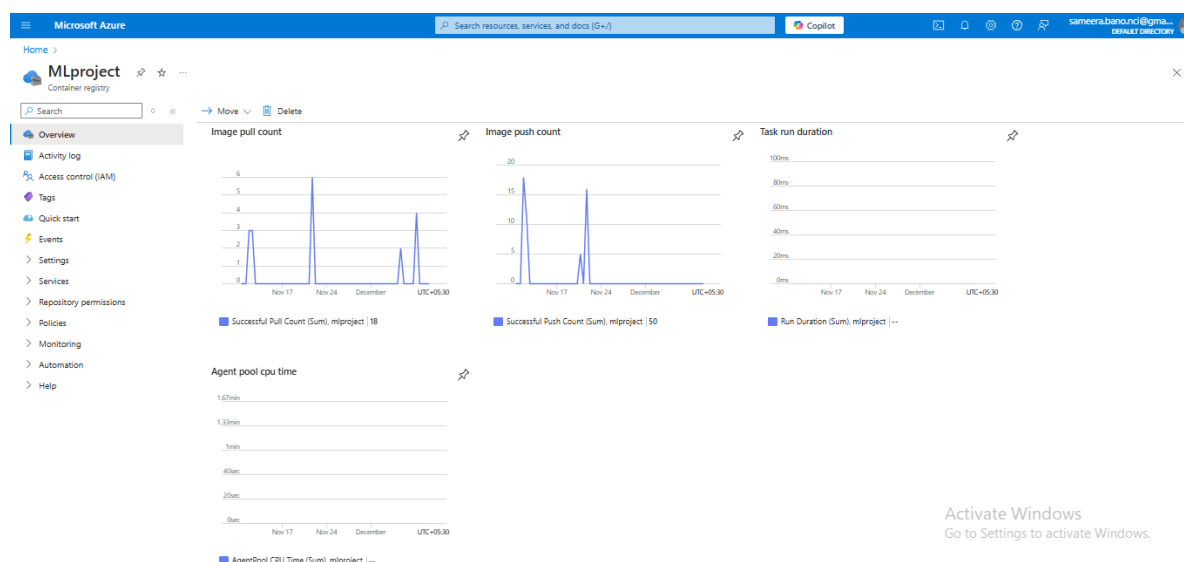 Microsoft Azure
Search resources, services, and docs (G+/)
Copilot
sameera.bano.nci@gma...
DEFAULT DIRECTORY
Home >
MLproject
Container registry
Search
Move
Delete
Overview
Activity log
Access control (IAM)
Tags
Quick start
Events
Settings
Services
Repository permissions
Policies
Monitoring
Automation
Help
Image pull count
6
5
4
3
2
1
0
Nov 17 Nov 24 December UTC+05:30
Successful Pull Count (Sum), mlproject | 18
Image push count
20
15
10
5
0
Nov 17 Nov 24 December UTC+05:30
Successful Push Count (Sum), mlproject | 50
Task run duration
100ms
80ms
60ms
40ms
20ms
0ms
Nov 17 Nov 24 December UTC+05:30
Run Duration (Sum), mlproject | --
Agent pool cpu time
1.67min
1.33min
1min
40sec
20sec
0sec
Nov 17 Nov 24 December UTC+05:30
AgentPool CPU Time (Sum), mlproject | --
Activate Windows
Go to Settings to activate Windows.